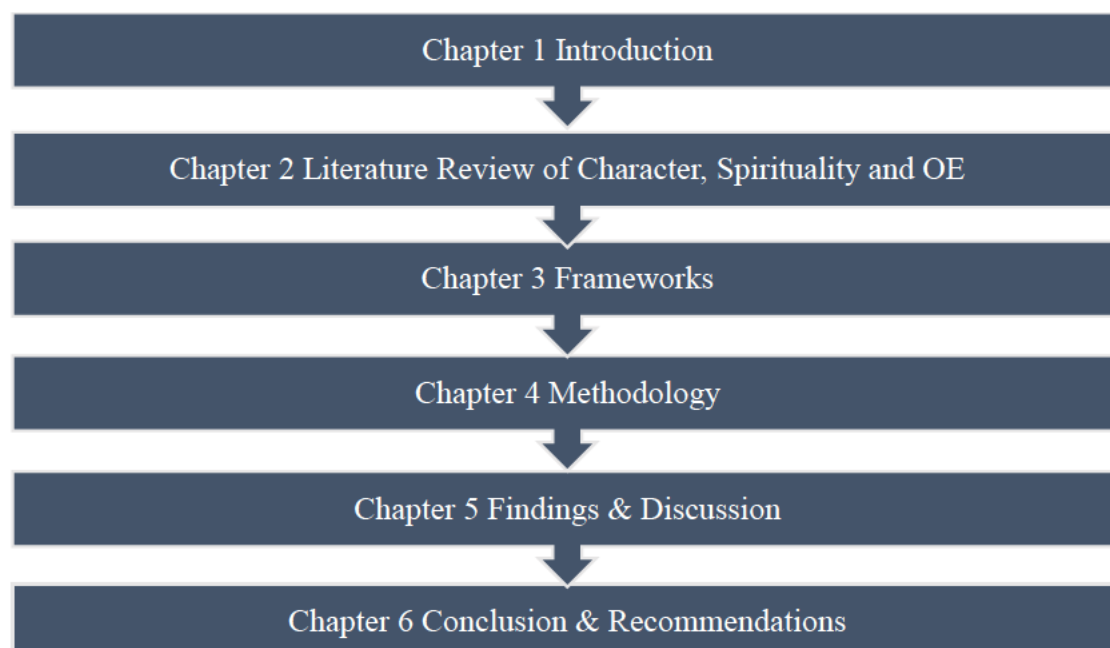 Chapter 1 Introduction
Chapter 2 Literature Review of Character, Spirituality and OE
Chapter 3 Frameworks
Chapter 4 Methodology
Chapter 5 Findings & Discussion
Chapter 6 Conclusion & Recommendations